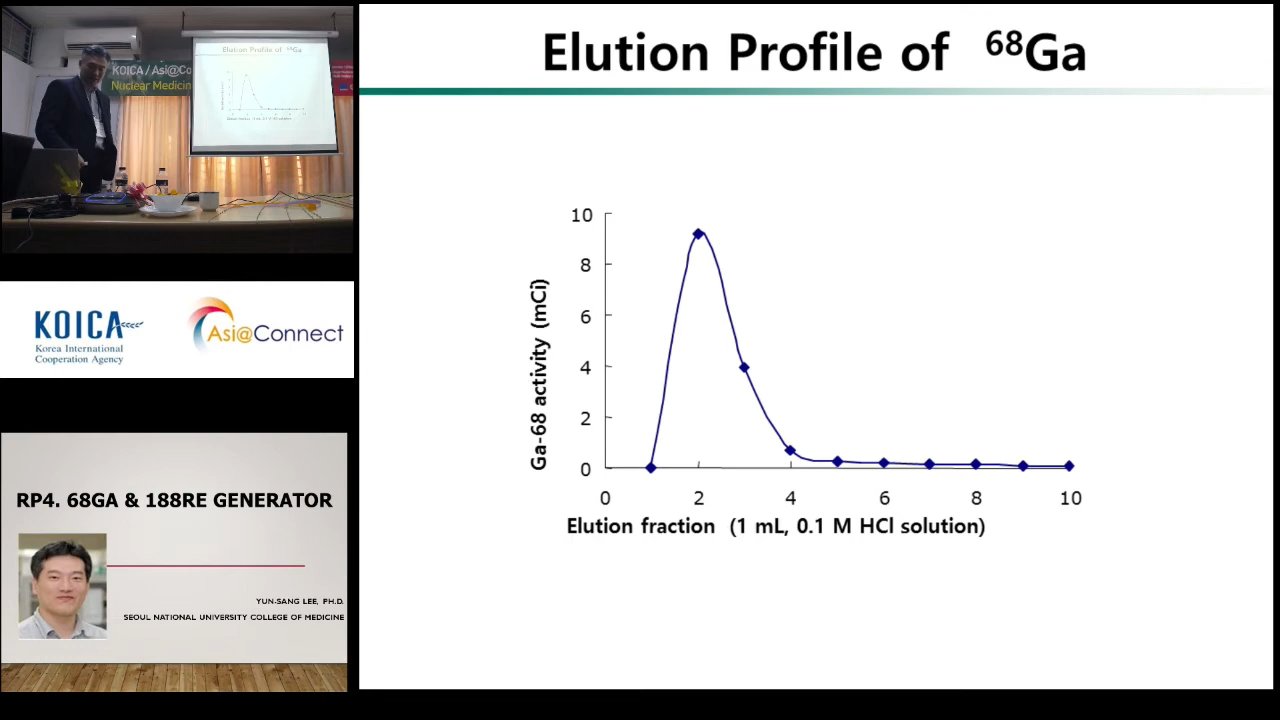 KOICA / Asi@Co
Nuclear Medicin
Elution Profile of 68Ga
KOICA
Korea International
Cooperation Agency
Asi@Connect
RP4. 68GA & 188RE GENERATOR
YUN-SANG LEE, PH.D.
SEOUL NATIONAL UNIVERSITY COLLEGE OF MEDICINE
Elution Profile of ⁶⁸Ga
Ga-68 activity (mCi)
10
8
6
4
2
0
0 2 4 6 8 10
Elution fraction (1 mL, 0.1 M HCl solution)